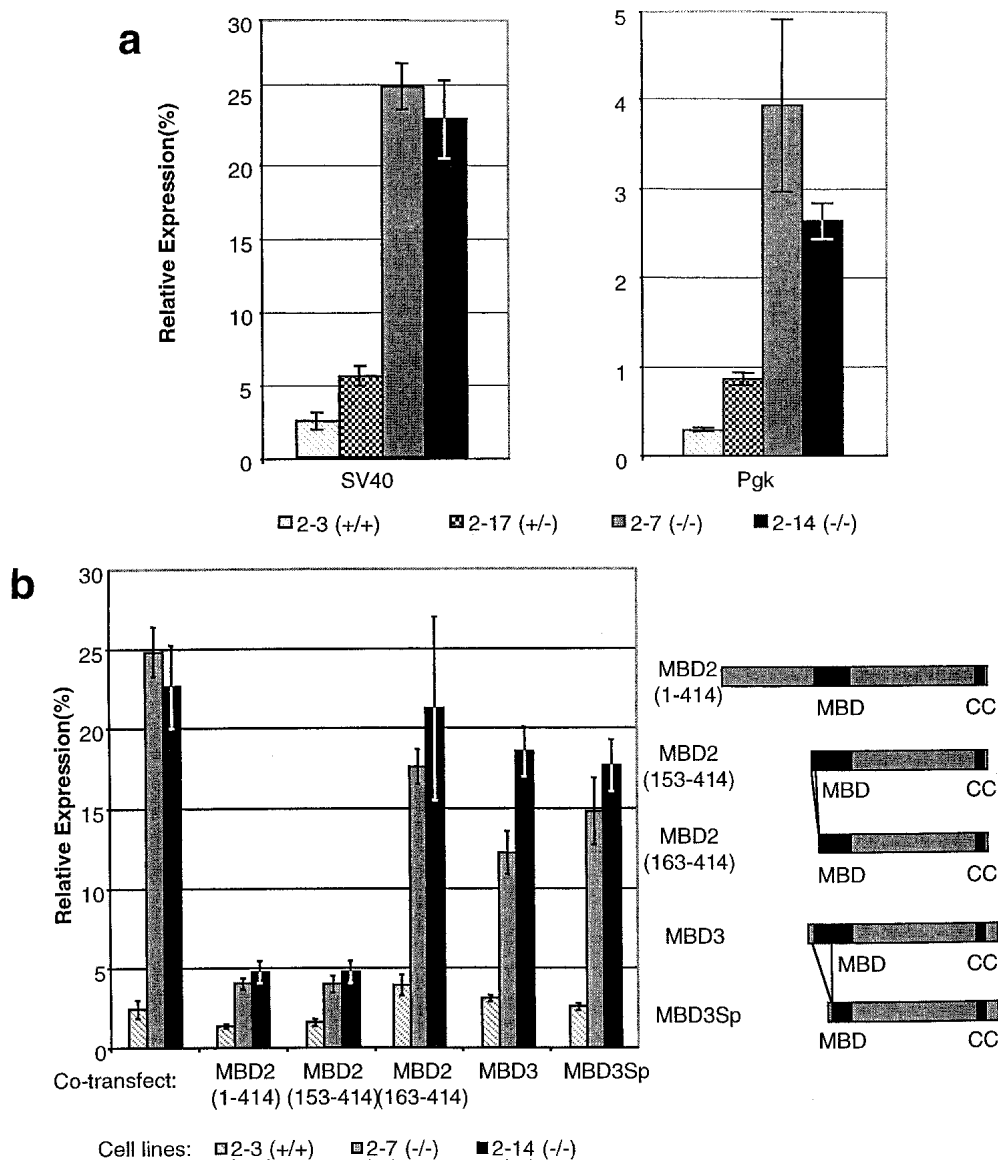 a
Relative Expression(%)
30
25
20
15
10
5
0
SV40
5
4
3
2
1
0
Pgk
2-3 (+/+) 2-17 (+/-) 2-7 (-/-) 2-14 (-/-)
b
Relative Expression(%)
30
25
20
15
10
5
0
Co-transfect: MBD2 MBD2 MBD2 MBD3 MBD3Sp
(1-414) (153-414) (163-414)
Cell lines: 2-3 (+/+) 2-7 (-/-) 2-14 (-/-)
MBD2
(1-414)
MBD CC
MBD2
(153-414)
MBD CC
MBD2
(163-414)
MBD CC
MBD3
MBD CC
MBD3Sp
MBD CC